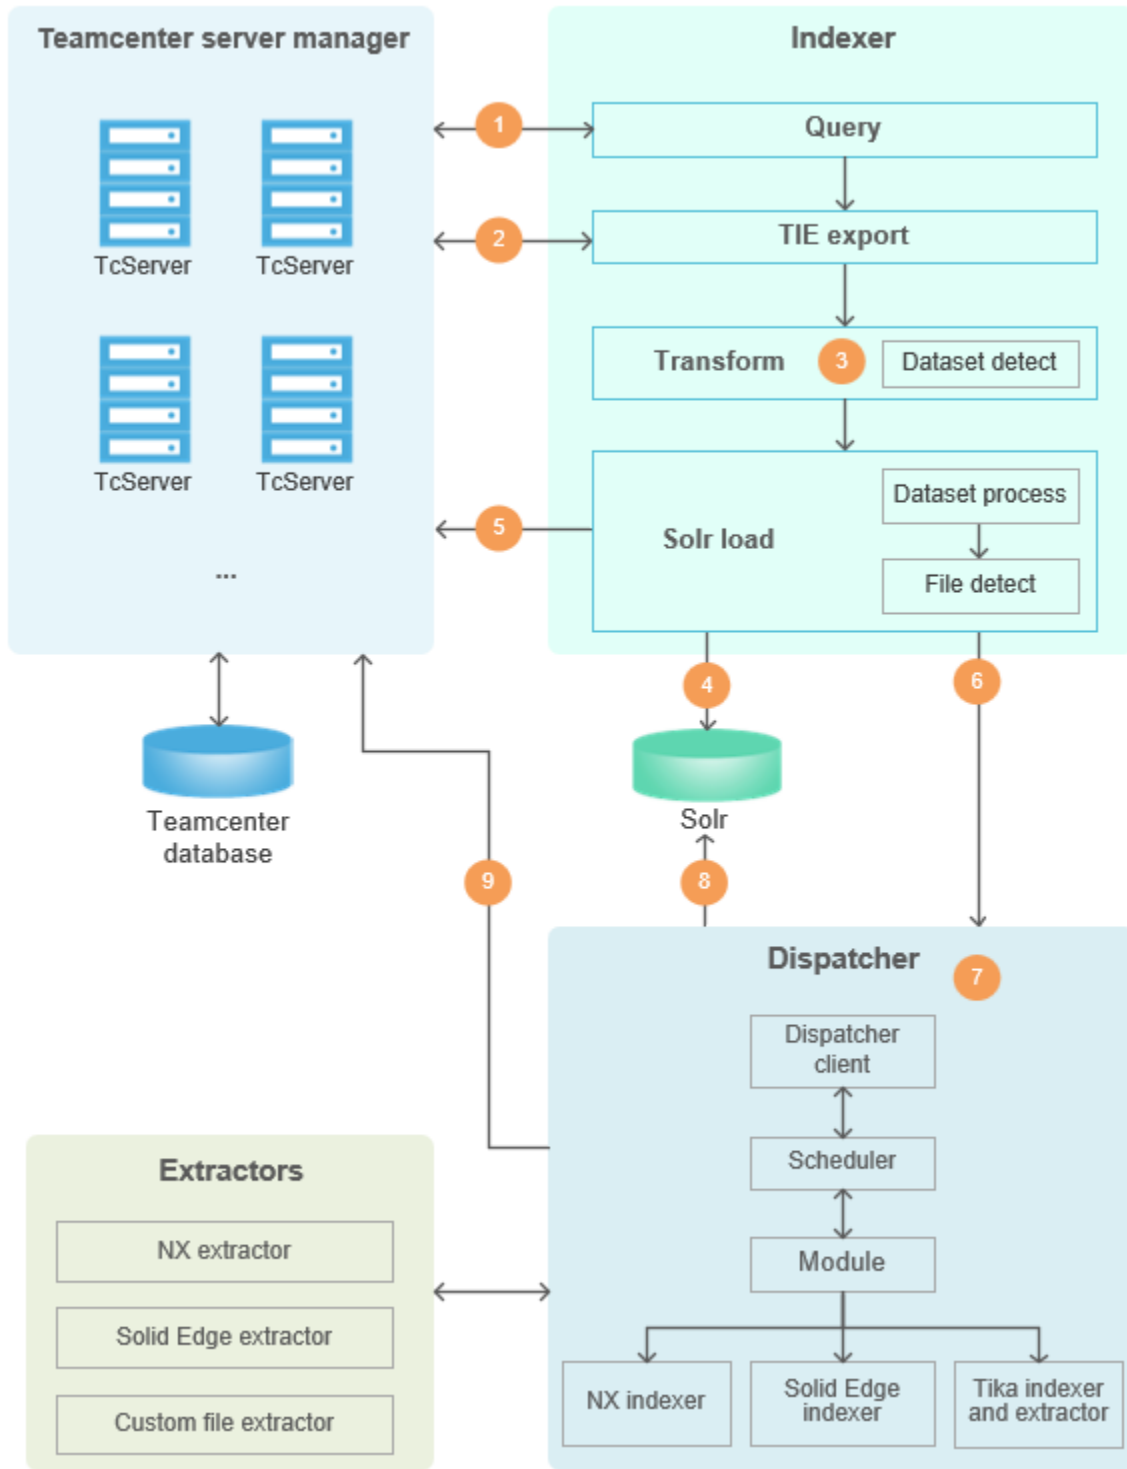 Teamcenter server manager
TcServer
TcServer
TcServer
TcServer
...
Teamcenter
database
Indexer
1
Query
2
TIE export
Transform
3
Dataset detect
5
Solr load
Dataset process
File detect
4
6
Solr
9
8
Dispatcher
7
Dispatcher
client
Scheduler
Module
NX indexer
Solid Edge
indexer
Tika indexer
and extractor
Extractors
NX extractor
Solid Edge extractor
Custom file extractor